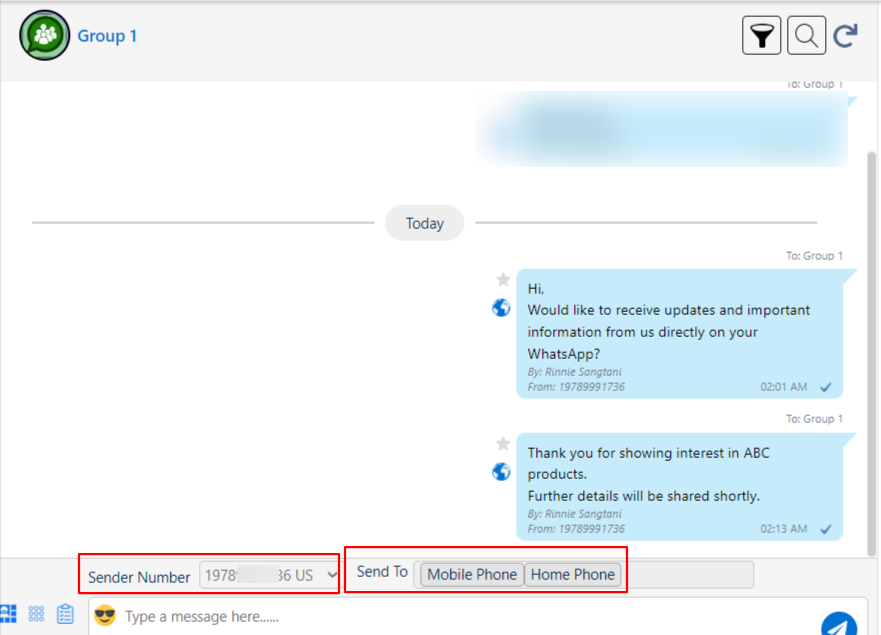 Group 1
To: Group 1
Today
To: Group 1
Hi,
Would like to receive updates and important
information from us directly on your
WhatsApp?
By: Rinnie Sangtani
From: 19789991736
02:01 AM
To: Group 1
Thank you for showing interest in ABC
products.
Further details will be shared shortly.
By: Rinnie Sangtani
From: 19789991736
02:13 AM
Sender Number 1978 36 US
Send To Mobile Phone Home Phone
Type a message here......